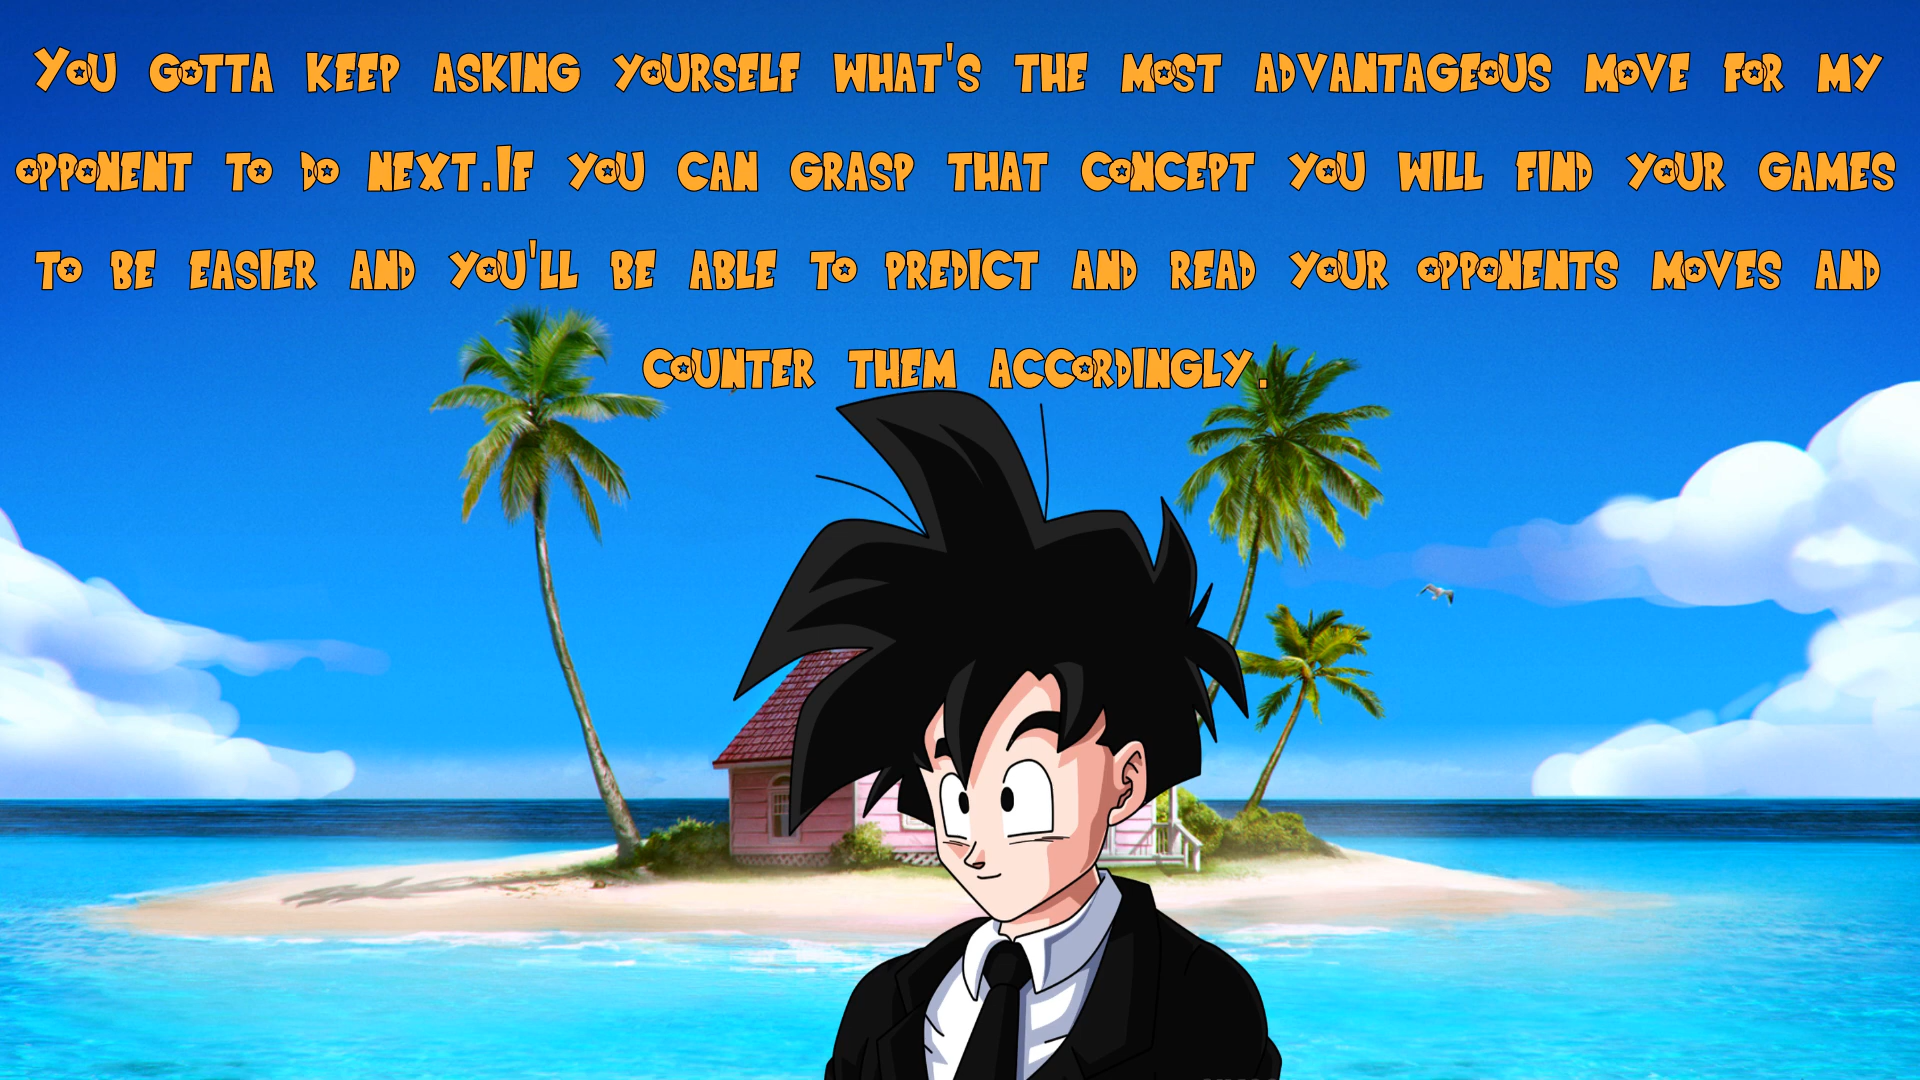 You gotta keep asking yourself what's the most advantageous move for my
opponent to do next.If you can grasp that concept you will find your games
to be easier and you'll be able to predict and read your opponents moves and
counter them accordingly.